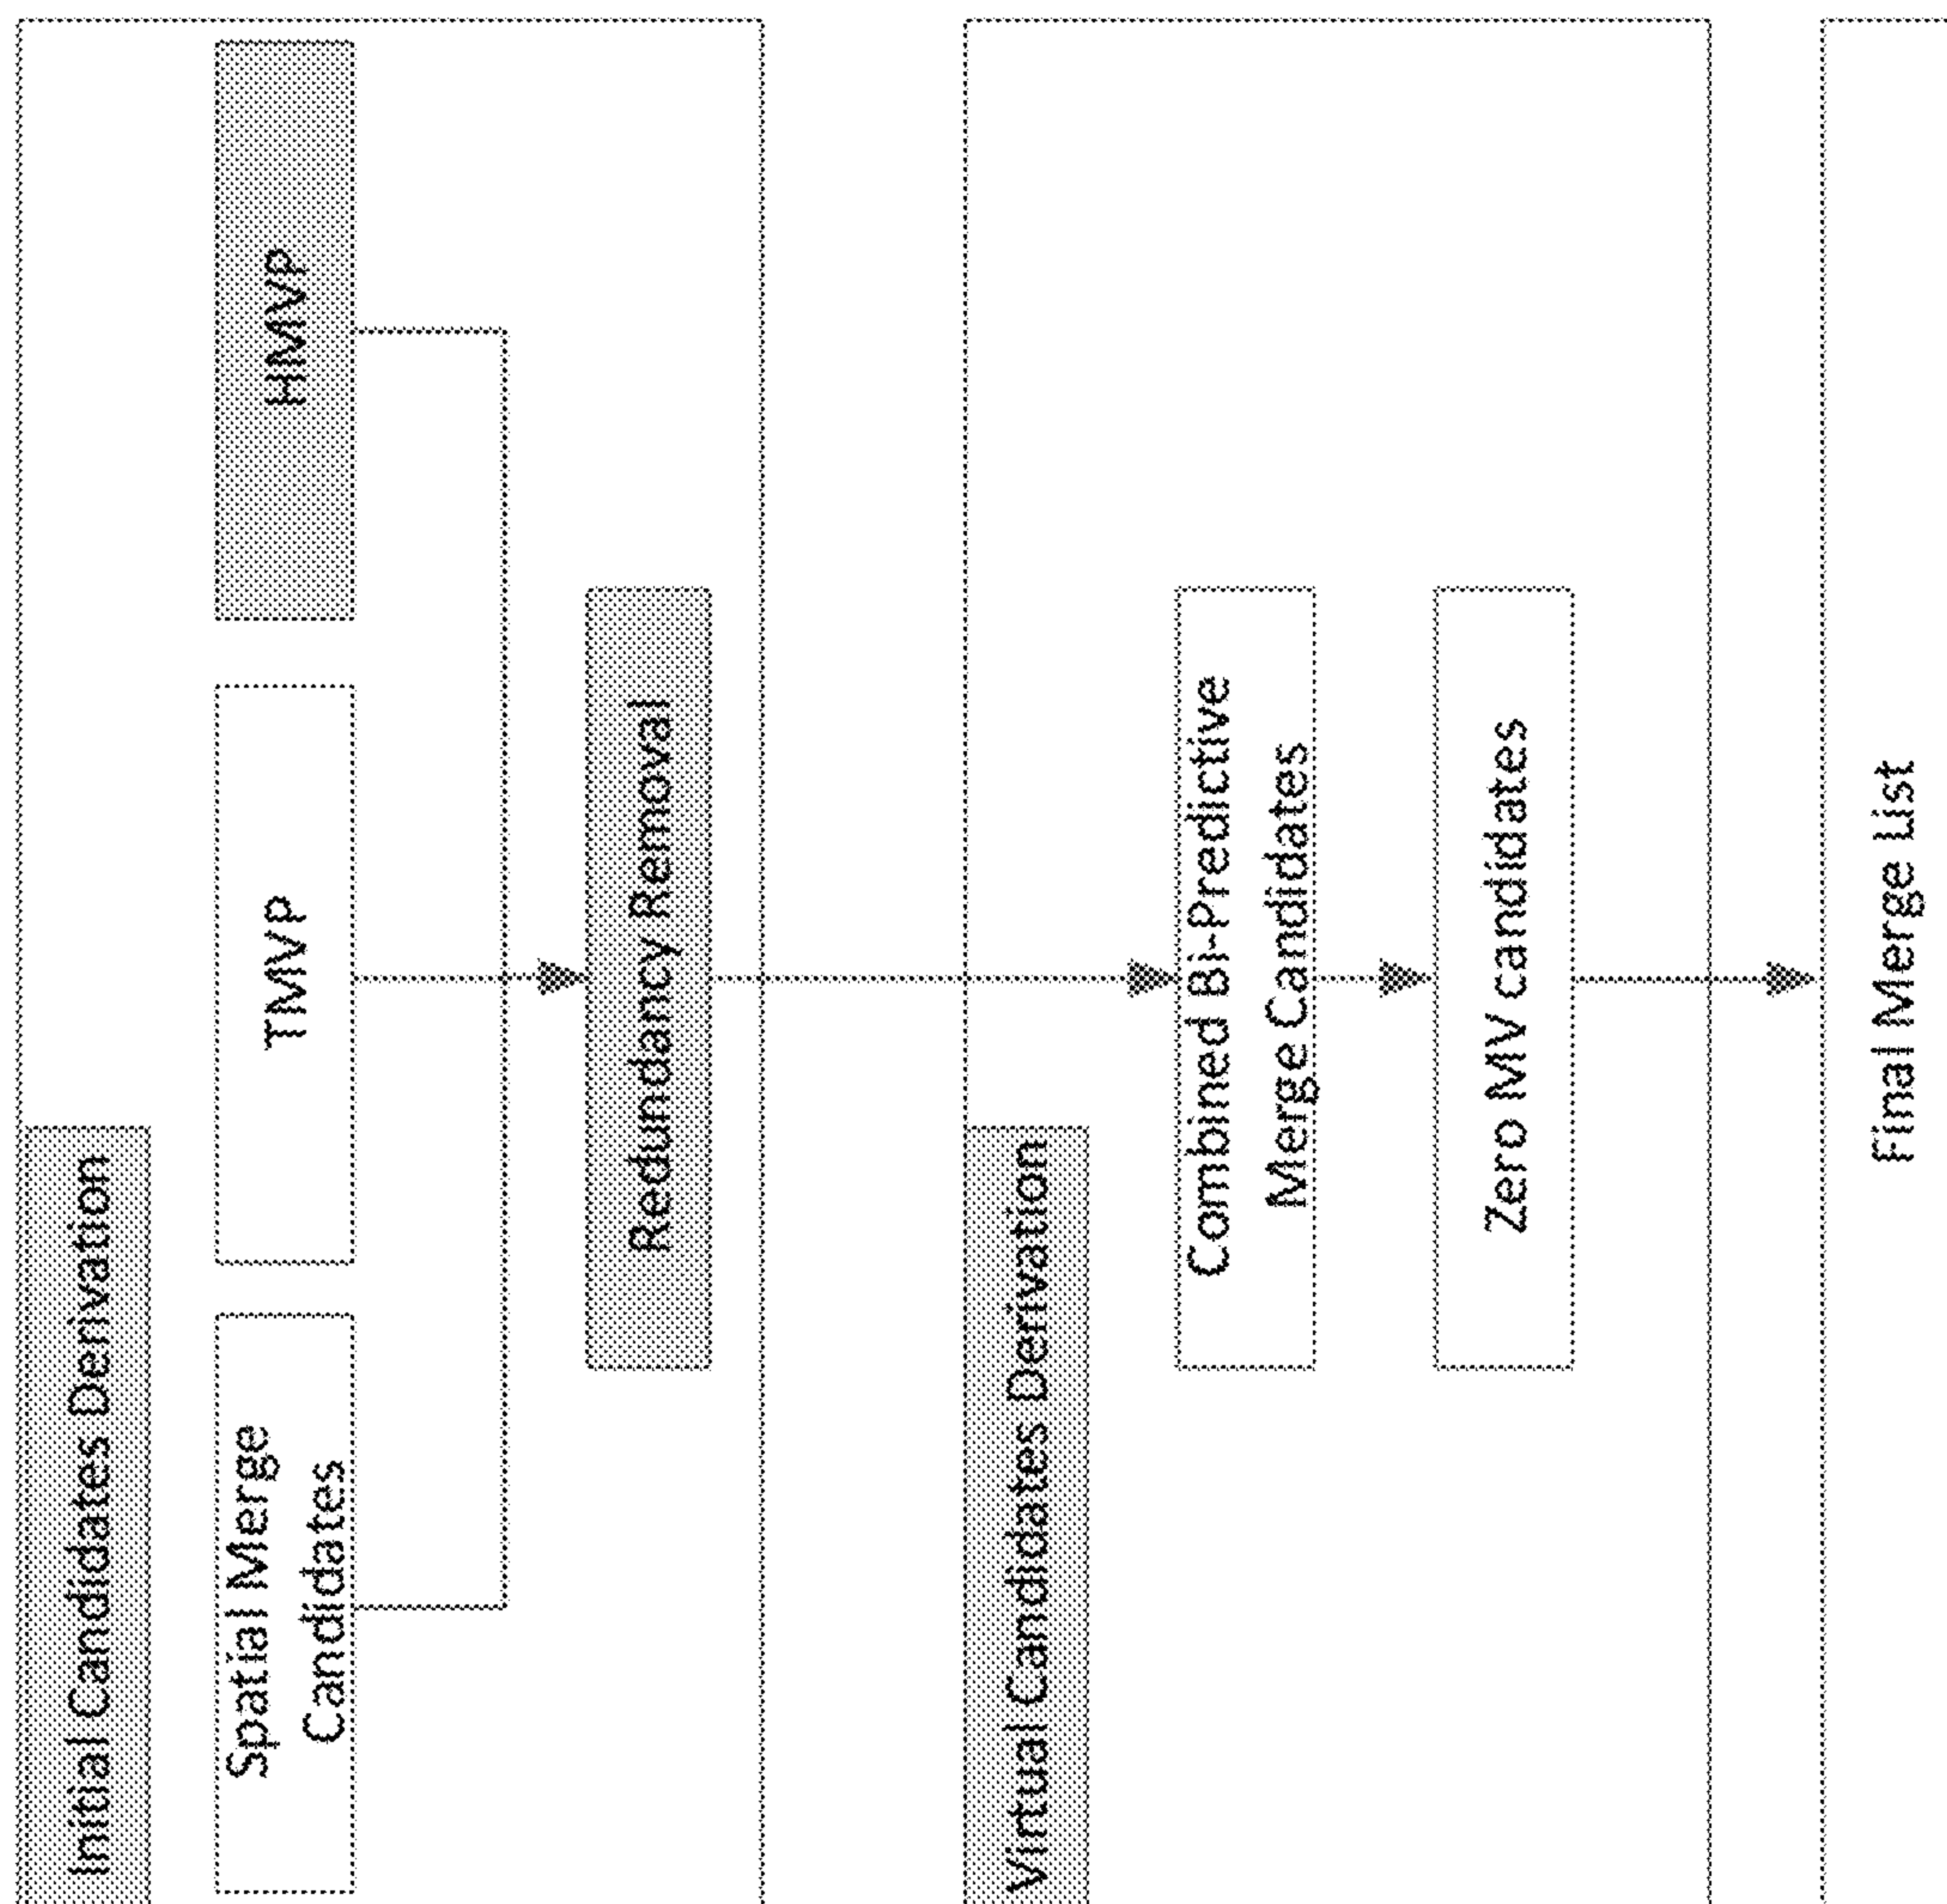 Initial Candidates Derivation
Spatial Merge
Candidates
TMVP
HMVP
Redundancy Removal
Virtual Candidates Derivation
Combined Bi-Predictive
Merge Candidates
Zero MV candidates
Final Merge List